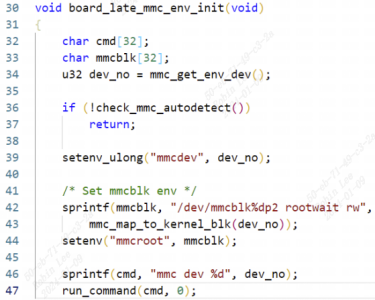 30 void board_late_mmc_env_init(void)
31 {
32 char cmd[32];
33 char mmcblk[32];
34 u32 dev_no = mmc_get_env_dev();
35
36 if (!check_mmc_autodetect())
37 return;
38
39 setenv_ulong("mmcdev", dev_no);
40
41 /* Set mmcblk env */
42 sprintf(mmcblk, "/dev/mmcblk%dp2 rootwait rw",
43 mmc_map_to_kernel_blk(dev_no));
44 setenv("mmcroot", mmcblk);
45
46 sprintf(cmd, "mmc dev %d", dev_no);
47 run_command(cmd, 0);